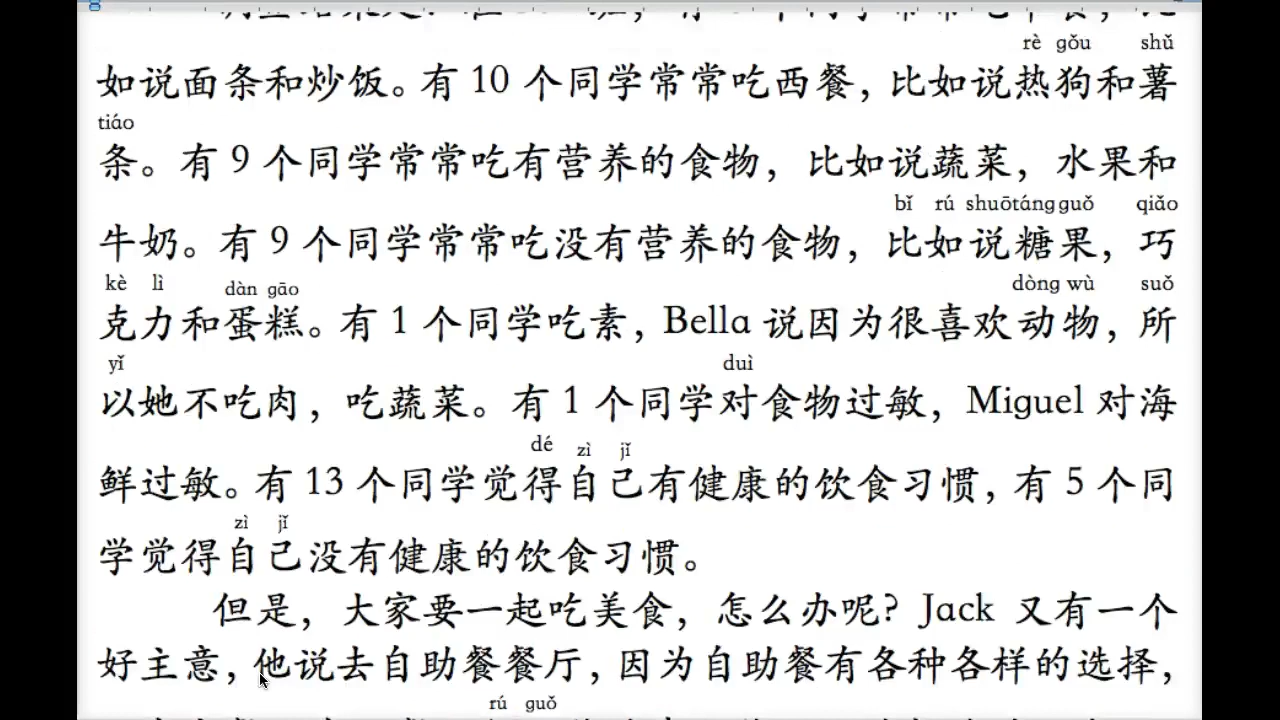 rè gǒu shǔ
如说面条和炒饭。有 10 个同学常常吃西餐，比如说热狗和薯
tiáo
条。有 9 个同学常常吃有营养的食物，比如说蔬菜，水果和
bǐ rú shuōtáng guǒ qiǎo
牛奶。有 9 个同学常常吃没有营养的食物，比如说糖果，巧
kè lì dàn gāo dòng wù suǒ
克力和蛋糕。有 1 个同学吃素，Bella 说因为很喜欢动物，所
yǐ duì
以她不吃肉，吃蔬菜。有 1 个同学对食物过敏，Miguel 对海
dé zì jǐ
鲜过敏。有 13 个同学觉得自己有健康的饮食习惯，有 5 个同
zì jǐ
学觉得自己没有健康的饮食习惯。
但是，大家要一起吃美食，怎么办呢？Jack 又有一个
好主意，他说去自助餐餐厅，因为自助餐有各种各样的选择，
rú guǒ